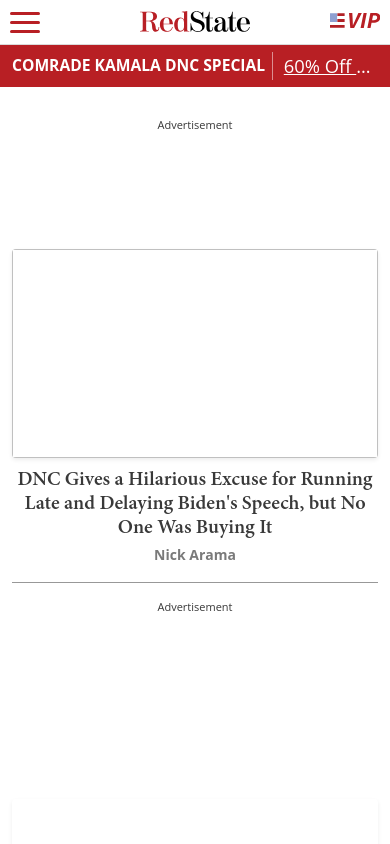 RedState
VIP
COMRADE KAMALA DNC SPECIAL
60% Off ...
Advertisement
DNC Gives a Hilarious Excuse for Running
Late and Delaying Biden's Speech, but No
One Was Buying It
Nick Arama
Advertisement